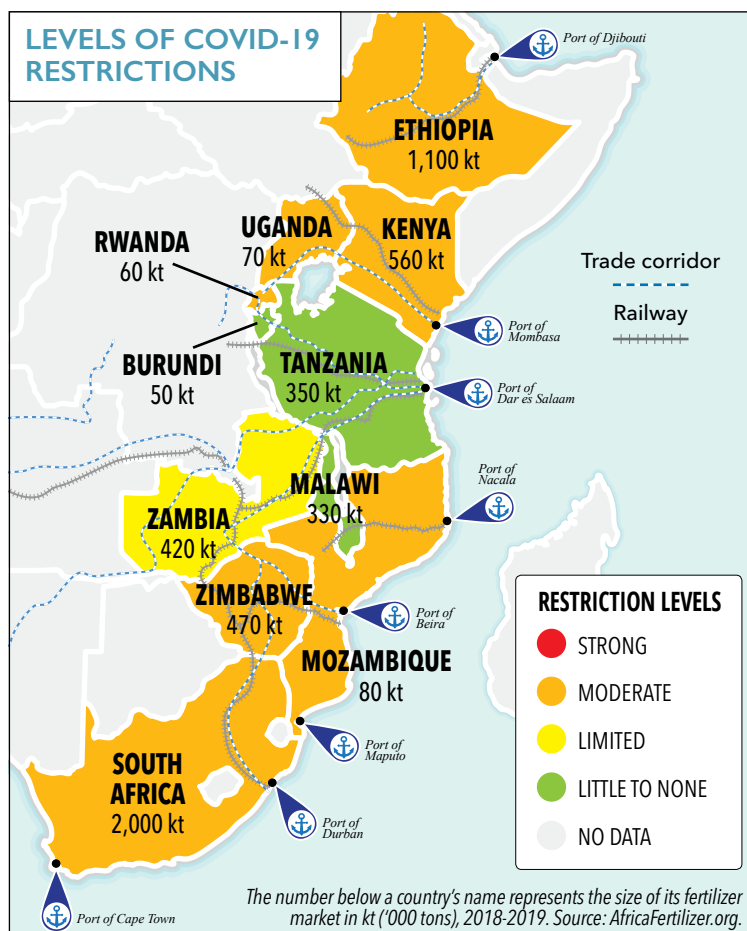 LEVELS OF COVID-19
RESTRICTIONS
Port of Djibouti
ETHIOPIA
1,100 kt
UGANDA
70 kt
KENYA
560 kt
RWANDA
60 kt
Trade corridor
Railway
Port of
Mombasa
BURUNDI
50 kt
TANZANIA
350 kt
Port of
Dar es Salaam
Port of
Nacala
MALAWI
330 kt
ZAMBIA
420 kt
ZIMBABWE
470 kt
Port of
Beira
MOZAMBIQUE
80 kt
Port of
Maputo
SOUTH
AFRICA
2,000 kt
Port of
Durban
Port of Cape Town
RESTRICTION LEVELS
STRONG
MODERATE
LIMITED
LITTLE TO NONE
NO DATA
The number below a country's name represents the size of its fertilizer
market in kt ('000 tons), 2018-2019. Source: AfricaFertilizer.org.